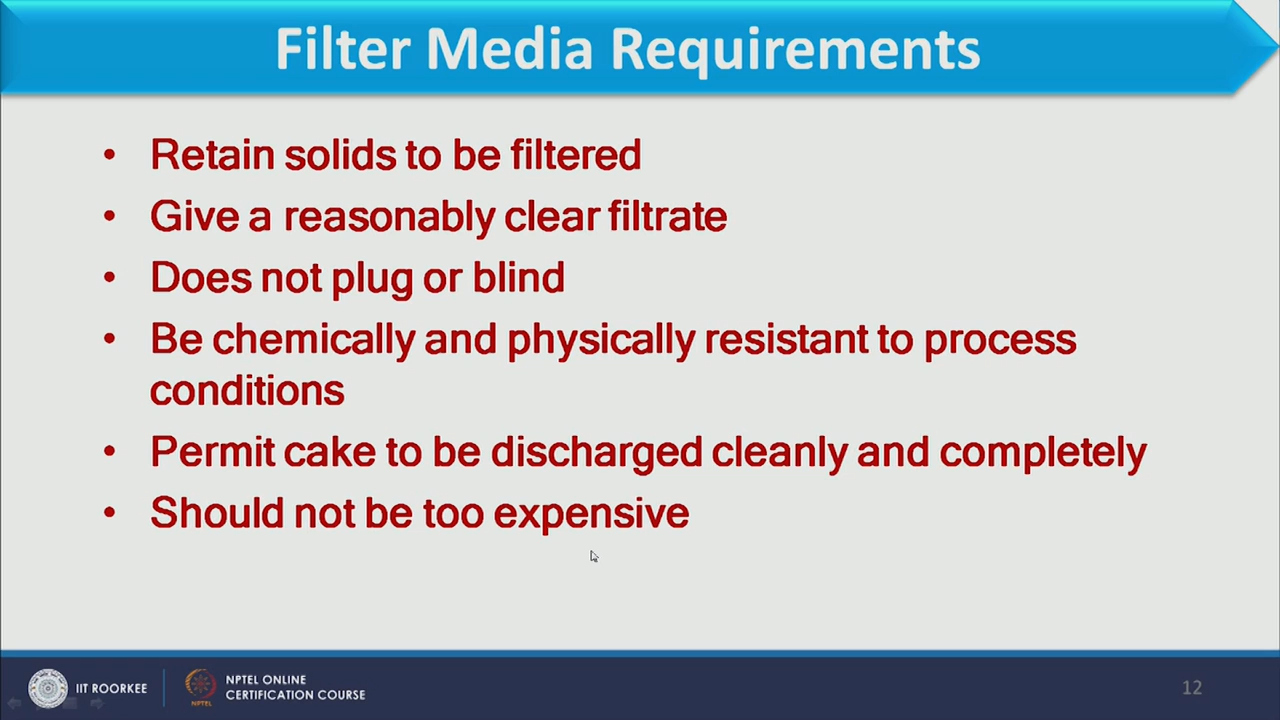 Filter Media Requirements
• Retain solids to be filtered
• Give a reasonably clear filtrate
• Does not plug or blind
• Be chemically and physically resistant to process
conditions
• Permit cake to be discharged cleanly and completely
• Should not be too expensive
IIT ROORKEE
NPTEL ONLINE
CERTIFICATION COURSE
NPTEL
12